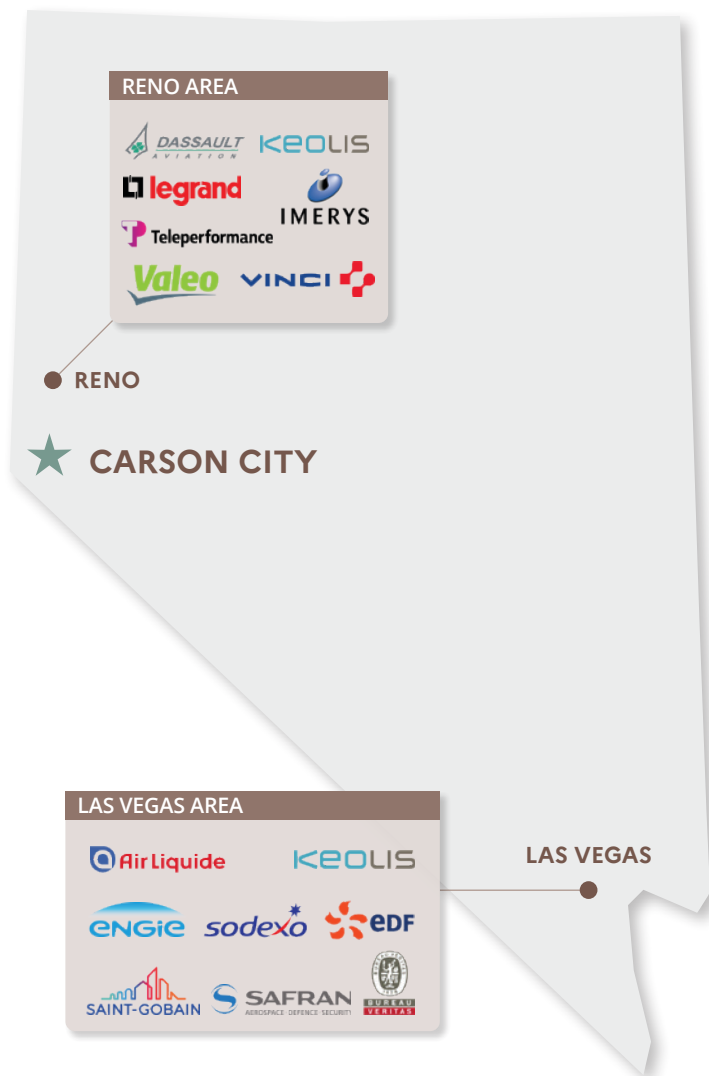 RENO AREA
DASSAULT
AVIATION
KEOLIS
legrand
IMERYS
Teleperformance
Valeo
VINCI
RENO
CARSON CITY
LAS VEGAS AREA
Air Liquide
KEOLIS
ENGIE
sodexo
eDF
SAINT-GOBAIN
SAFRAN
AEROSPACE · DEFENCE · SECURITY
BUREAU
VERITAS
LAS VEGAS